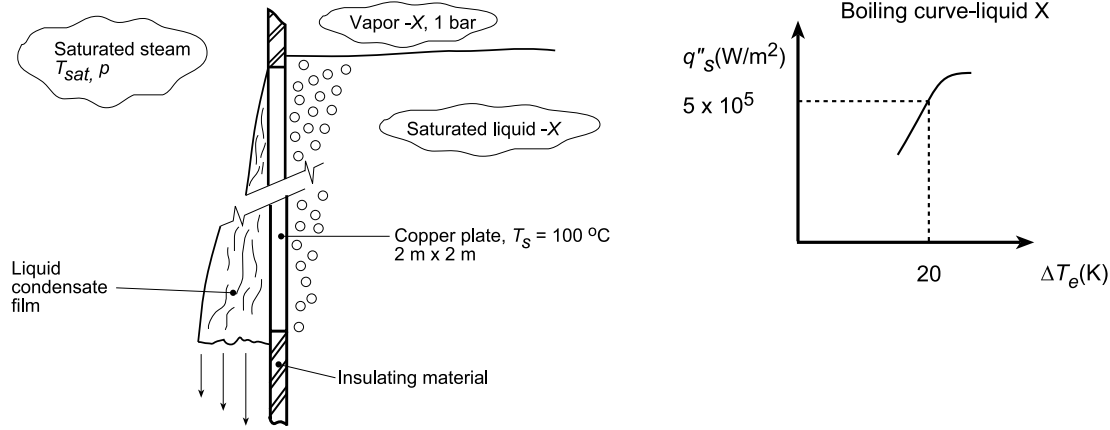 Saturated steam
T_sat, p
Vapor -X, 1 bar
Saturated liquid -X
Copper plate, T_s = 100 °C
2 m x 2 m
Liquid
condensate
film
Insulating material
Boiling curve-liquid X
q″_s(W/m²)
5 x 10⁵
20
ΔT_e(K)